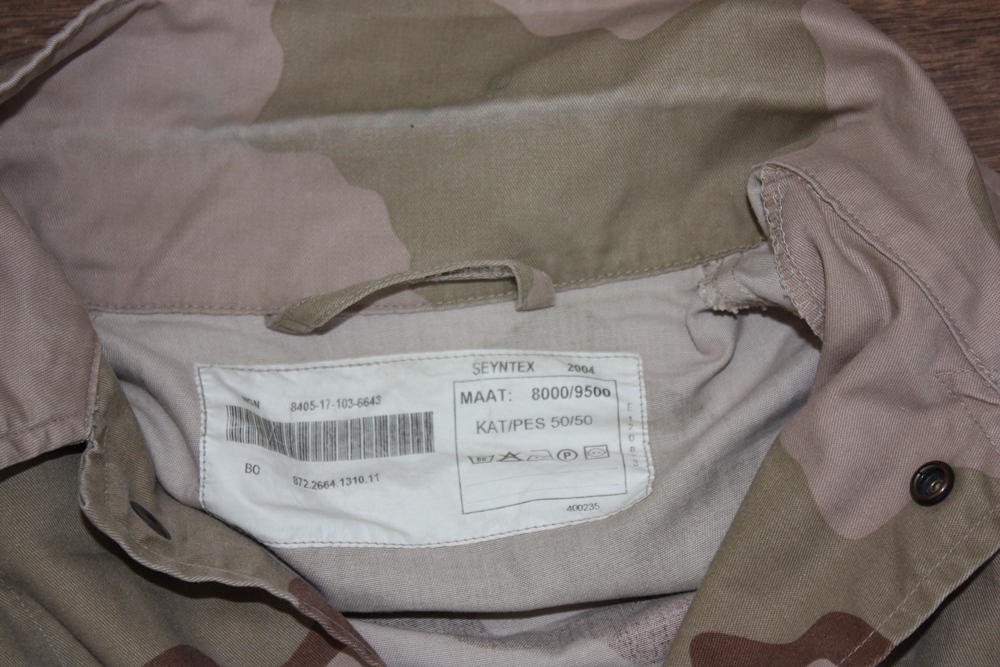 SEYNTEX 2004
NSN 8405-17-103-6643
MAAT: 8000/9500
KAT/PES 50/50
BO 872.2664.1310.11
P
400235